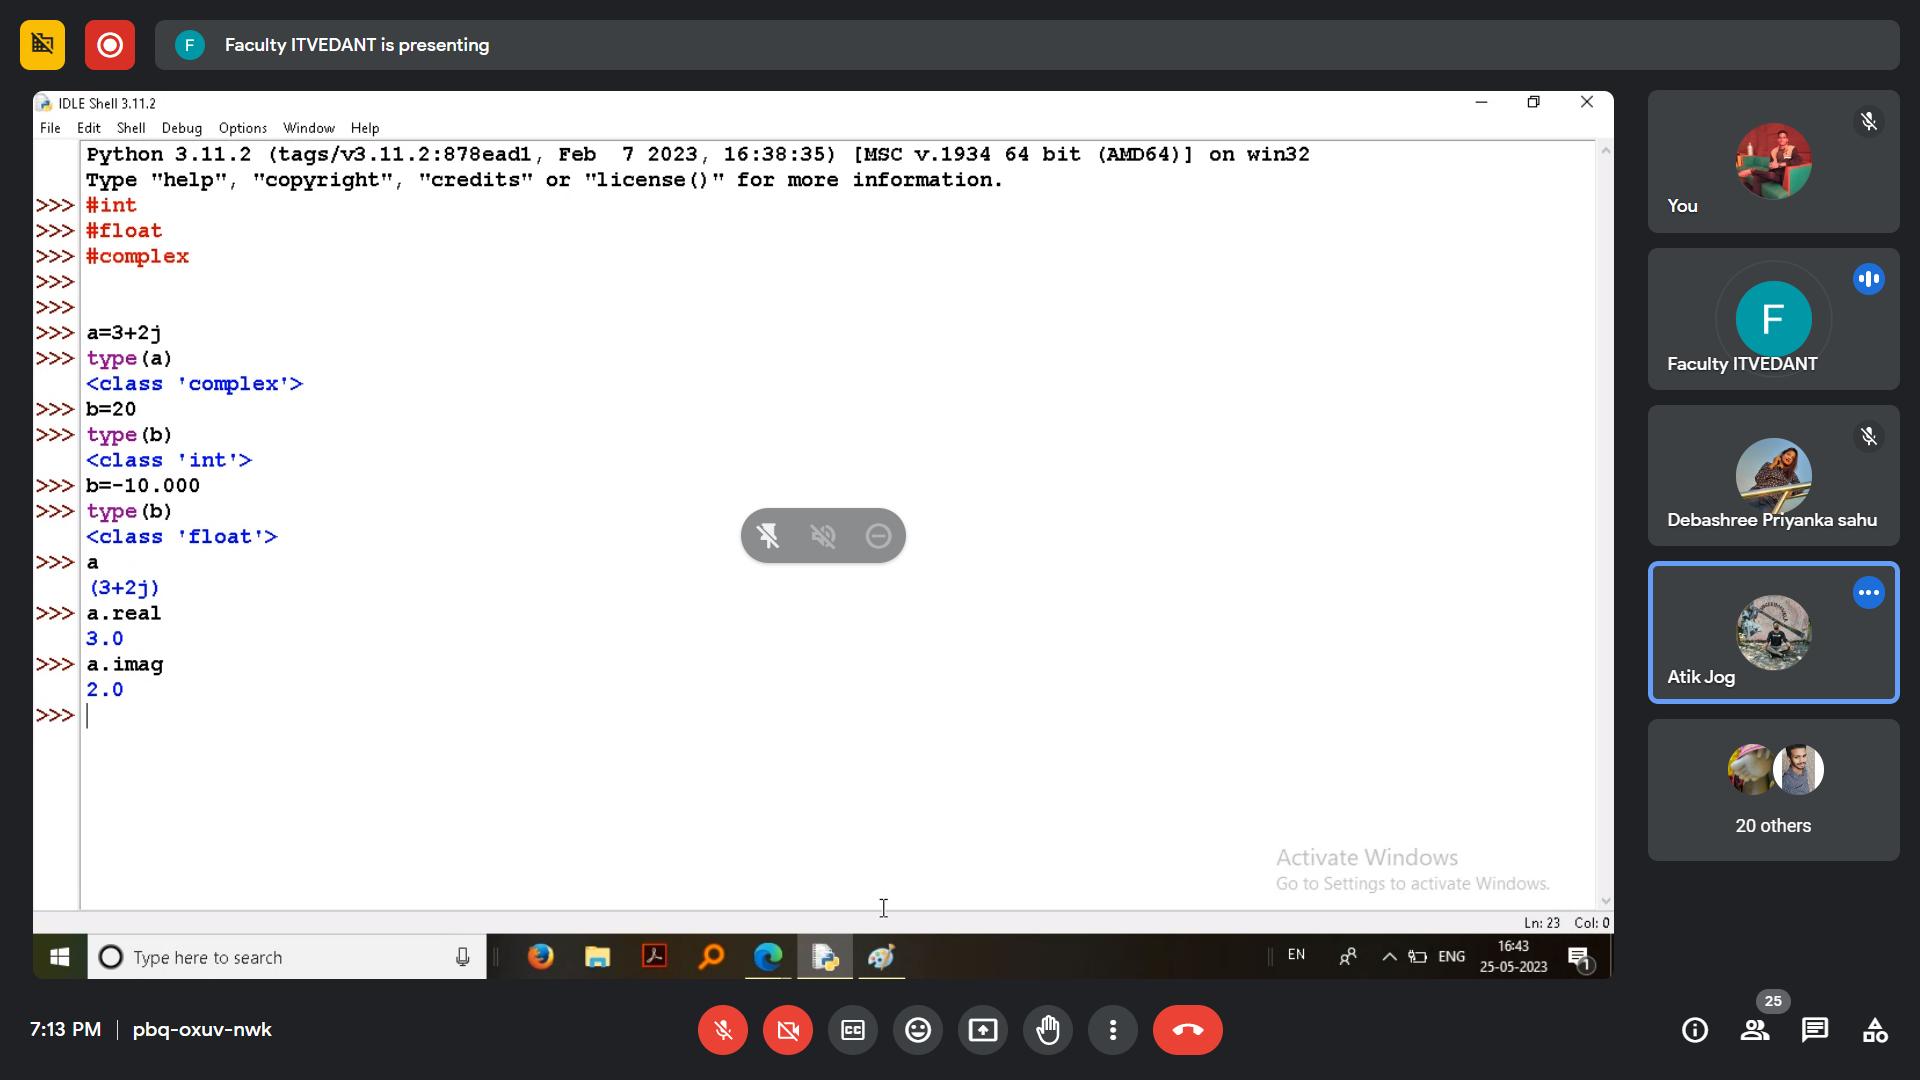 F Faculty ITVEDANT is presenting
IDLE Shell 3.11.2
File Edit Shell Debug Options Window Help
Python 3.11.2 (tags/v3.11.2:878ead1, Feb  7 2023, 16:38:35) [MSC v.1934 64 bit (AMD64)] on win32
Type "help", "copyright", "credits" or "license()" for more information.
>>> #int
>>> #float
>>> #complex
>>>
>>>
>>> a=3+2j
>>> type(a)
<class 'complex'>
>>> b=20
>>> type(b)
<class 'int'>
>>> b=-10.000
>>> type(b)
<class 'float'>
>>> a
(3+2j)
>>> a.real
3.0
>>> a.imag
2.0
>>>
Activate Windows
Go to Settings to activate Windows.
Ln: 23 Col: 0
Type here to search
EN
ENG
16:43
25-05-2023
1
You
F
Faculty ITVEDANT
Debashree Priyanka sahu
Atik Jog
20 others
7:13 PM | pbq-oxuv-nwk
CC
25